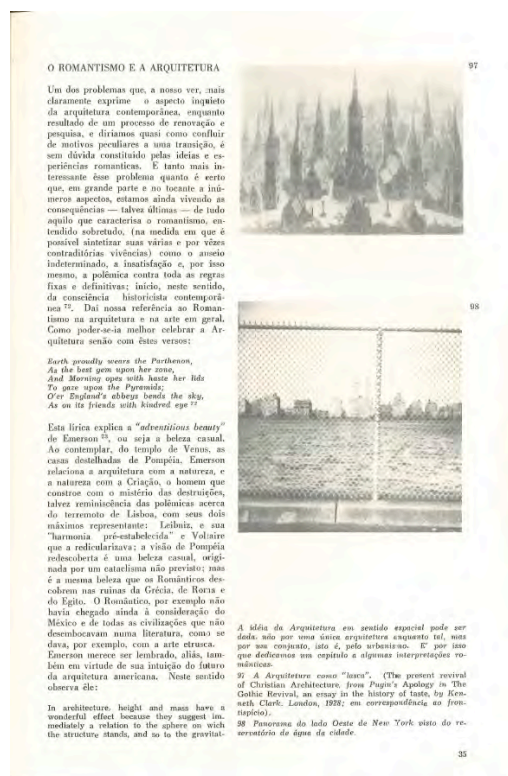 O ROMANTISMO E A ARQUITETURA
Um dos problemas que, a nosso ver, mais
claramente exprime o aspecto inquieto
da arquitetura contemporânea, enquanto
resultado de um processo de renovação e
pesquisa, e diriamos quasi como confluir
de motivos peculiares a uma transição, é
sem dúvida constituido pelas ideias e es-
periências romanticas. E tanto mais in-
teressante êsse problema quanto é certo
que, em grande parte e no tocante a inú-
meros aspectos, estamos ainda vivendo as
consequências — talvez últimas — de tudo
aquilo que caracterisa o romantismo, en-
tendido sobretudo, (na medida em que é
possivel sintetizar suas várias e por vêzes
contraditórias vivências) como o anseio
indeterminado, a insatisfação e, por isso
mesmo, a polêmica contra toda as regras
fixas e definitivas; inicio, neste sentido,
da consciência historicista contemporâ-
nea 72. Dai nossa referência ao Roman-
tismo na arquitetura e na arte em geral.
Como poder-se-ia melhor celebrar a Ar-
quitetura senão com êstes versos:
Earth proudly wears the Parthenon,
As the best gem upon her zone,
And Morning opes with haste her lids
To gaze upon the Pyramids;
O'er England's abbeys bends the sky,
As on its friends with kindred eye
Esta lírica explica a "adventitious beauty"
de Emerson 73, ou seja a beleza casual.
Ao contemplar, do templo de Venus, as
casas destelhadas de Pompéia, Emerson
relaciona a arquitetura com a natureza, e
a natureza com a Criação, o homem que
constroe com o mistério das destruições,
talvez reminiscência das polêmicas acerca
do terremoto de Lisboa, com seus dois
máximos representante: Leibniz, e sua
"harmonia pré-estabelecida" e Voltaire
que a redicularizava; a visão de Pompéia
redescoberta é uma beleza casual, origi-
nada por um cataclisma não previsto; mas
é a mesma beleza que os Românticos des-
cobrem nas ruinas da Grécia, de Roma e
do Egito. O Romântico, por exemplo não
havia chegado ainda à consideração do
México e de todas as civilizações que não
desembocavam numa literatura, como se
dava, por exemplo, com a arte etrusca.
Emerson merece ser lembrado, aliás, tam-
bém em virtude de sua intuição do futuro
da arquitetura americana. Neste sentido
observa êle:
In architecture, height and mass have a
wonderful effect because they suggest im.
mediately a relation to the sphere on wich
the structure stands, and so to the gravitat-
97
98
A idéia da Arquitetura em sentido espacial pode ser
dada, não por uma única arquitetura enquanto tal, mas
por seu conjunto, isto é, pelo urbanismo. E' por isso
que dedicamos um capítulo a algumas interpretações ro-
mânticas.
97 A Arquitetura como "lusca". (The present revival
of Christian Architecture, from Pugin's Apology in The
Gothic Revival, an essay in the history of taste, by Ken-
neth Clark. London, 1928; em correspondência ao fron-
tispício).
98 Panorama do lado Oeste de New York visto do re-
servatório de água da cidade.
35